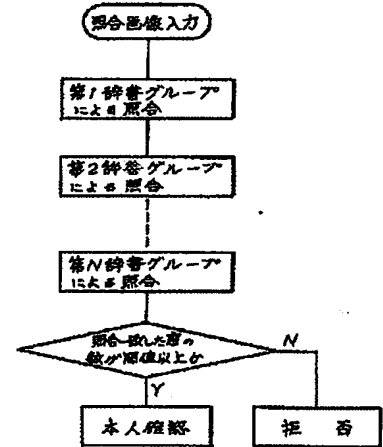 照合画像入力
第1辞書グループ
による照合
第2辞書グループ
による照合
第N辞書グループ
による照合
照合一致した度の
数が閾値以上か
N
Y
本人確認
拒否